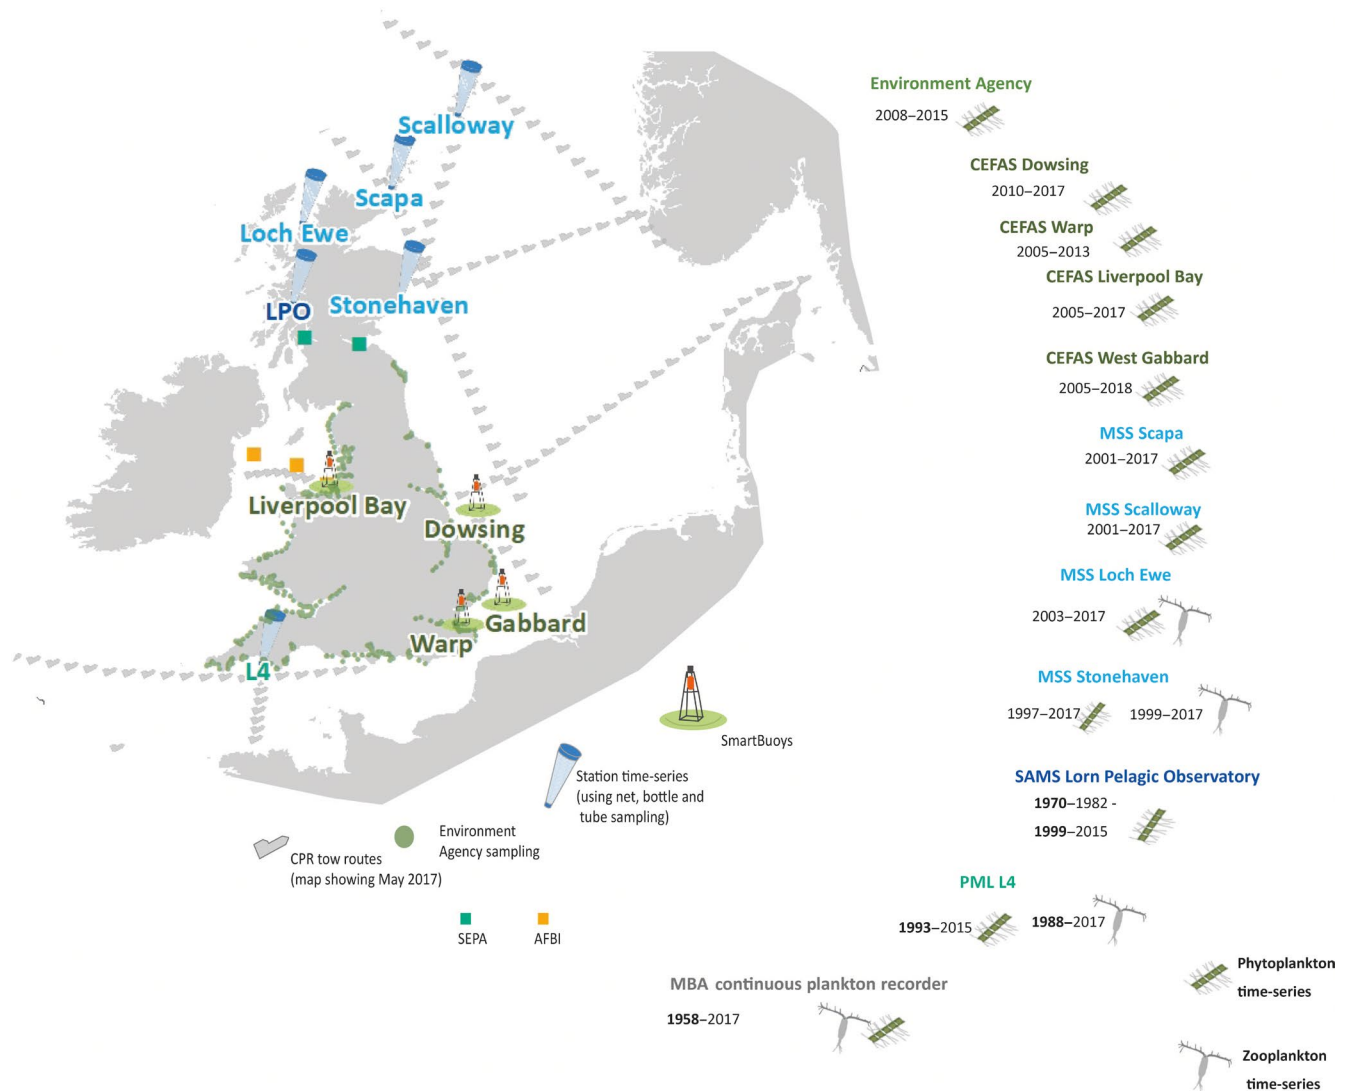 Scalloway
Scapa
Loch Ewe
LPO
Stonehaven
Liverpool Bay
Dowsing
Gabbard
Warp
L4
SmartBuoys
Station time-series
(using net, bottle and
tube sampling)
Environment
Agency sampling
CPR tow routes
(map showing May 2017)
SEPA
AFBI
Environment Agency
2008–2015
CEFAS Dowsing
2010–2017
CEFAS Warp
2005–2013
CEFAS Liverpool Bay
2005–2017
CEFAS West Gabbard
2005–2018
MSS Scapa
2001–2017
MSS Scalloway
2001–2017
MSS Loch Ewe
2003–2017
MSS Stonehaven
1997–2017 1999–2017
SAMS Lorn Pelagic Observatory
1970–1982 -
1999–2015
PML L4
1993–2015 1988–2017
MBA continuous plankton recorder
1958–2017
Phytoplankton
time-series
Zooplankton
time-series